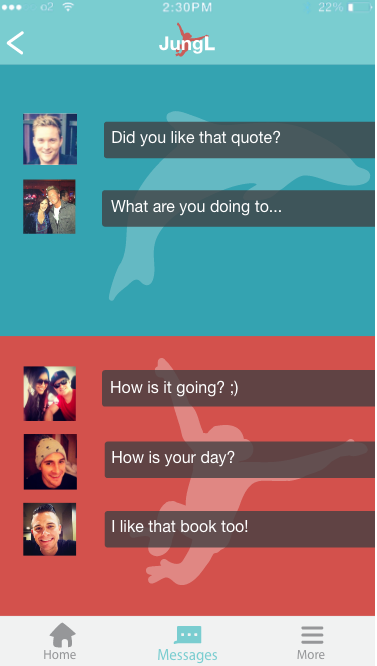 o2 2:30PM 22%
JungL
Did you like that quote?
What are you doing to...
How is it going? ;)
How is your day?
I like that book too!
Home Messages More